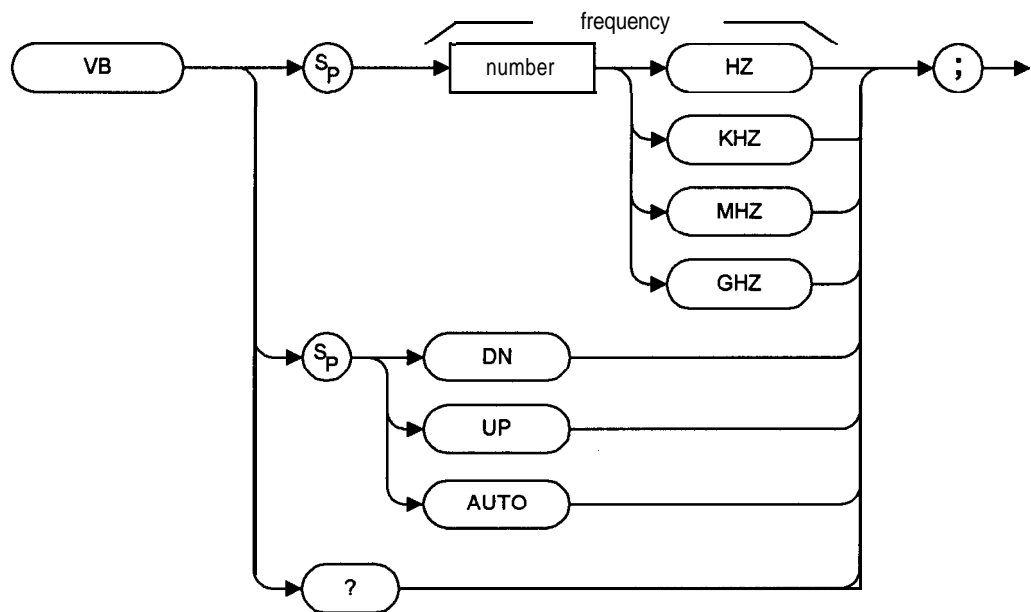 frequency
VB
SP
number
HZ
;
KHZ
MHZ
GHZ
SP
DN
UP
AUTO
?